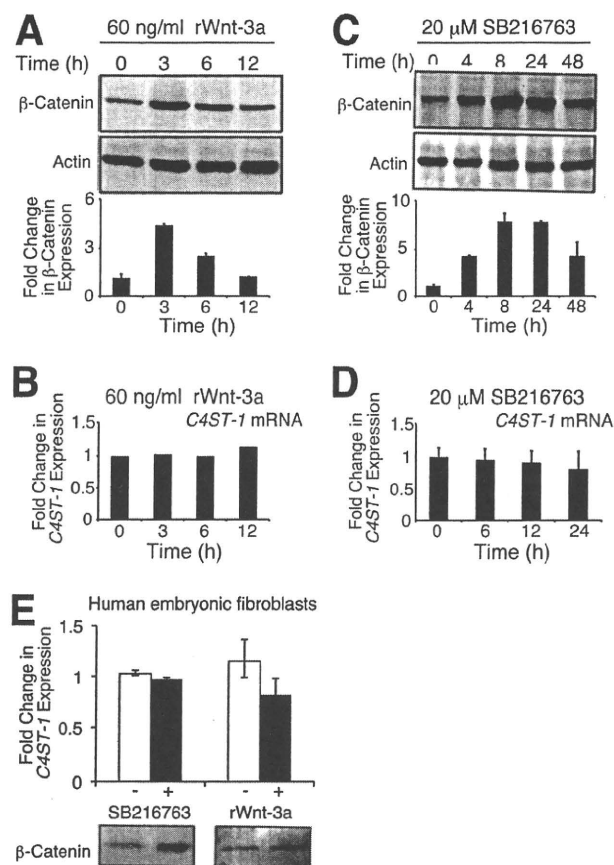 A
60 ng/ml rWnt-3a
Time (h) 0 3 6 12
β-Catenin
Actin
Fold Change in β-Catenin Expression
6
3
0
0 3 6 12
Time (h)
B
60 ng/ml rWnt-3a
C4ST-1 mRNA
Fold Change in C4ST-1 Expression
1.5
1
0.5
0
0 3 6 12
Time (h)
C
20 μM SB216763
Time (h) 0 4 8 24 48
β-Catenin
Actin
Fold Change in β-Catenin Expression
10
5
0
0 4 8 24 48
Time (h)
D
20 μM SB216763
C4ST-1 mRNA
Fold Change in C4ST-1 Expression
1.5
1
0.5
0
0 6 12 24
Time (h)
E
Human embryonic fibroblasts
Fold Change in C4ST-1 Expression
1.5
1
0.5
0
- + - +
SB216763 rWnt-3a
β-Catenin